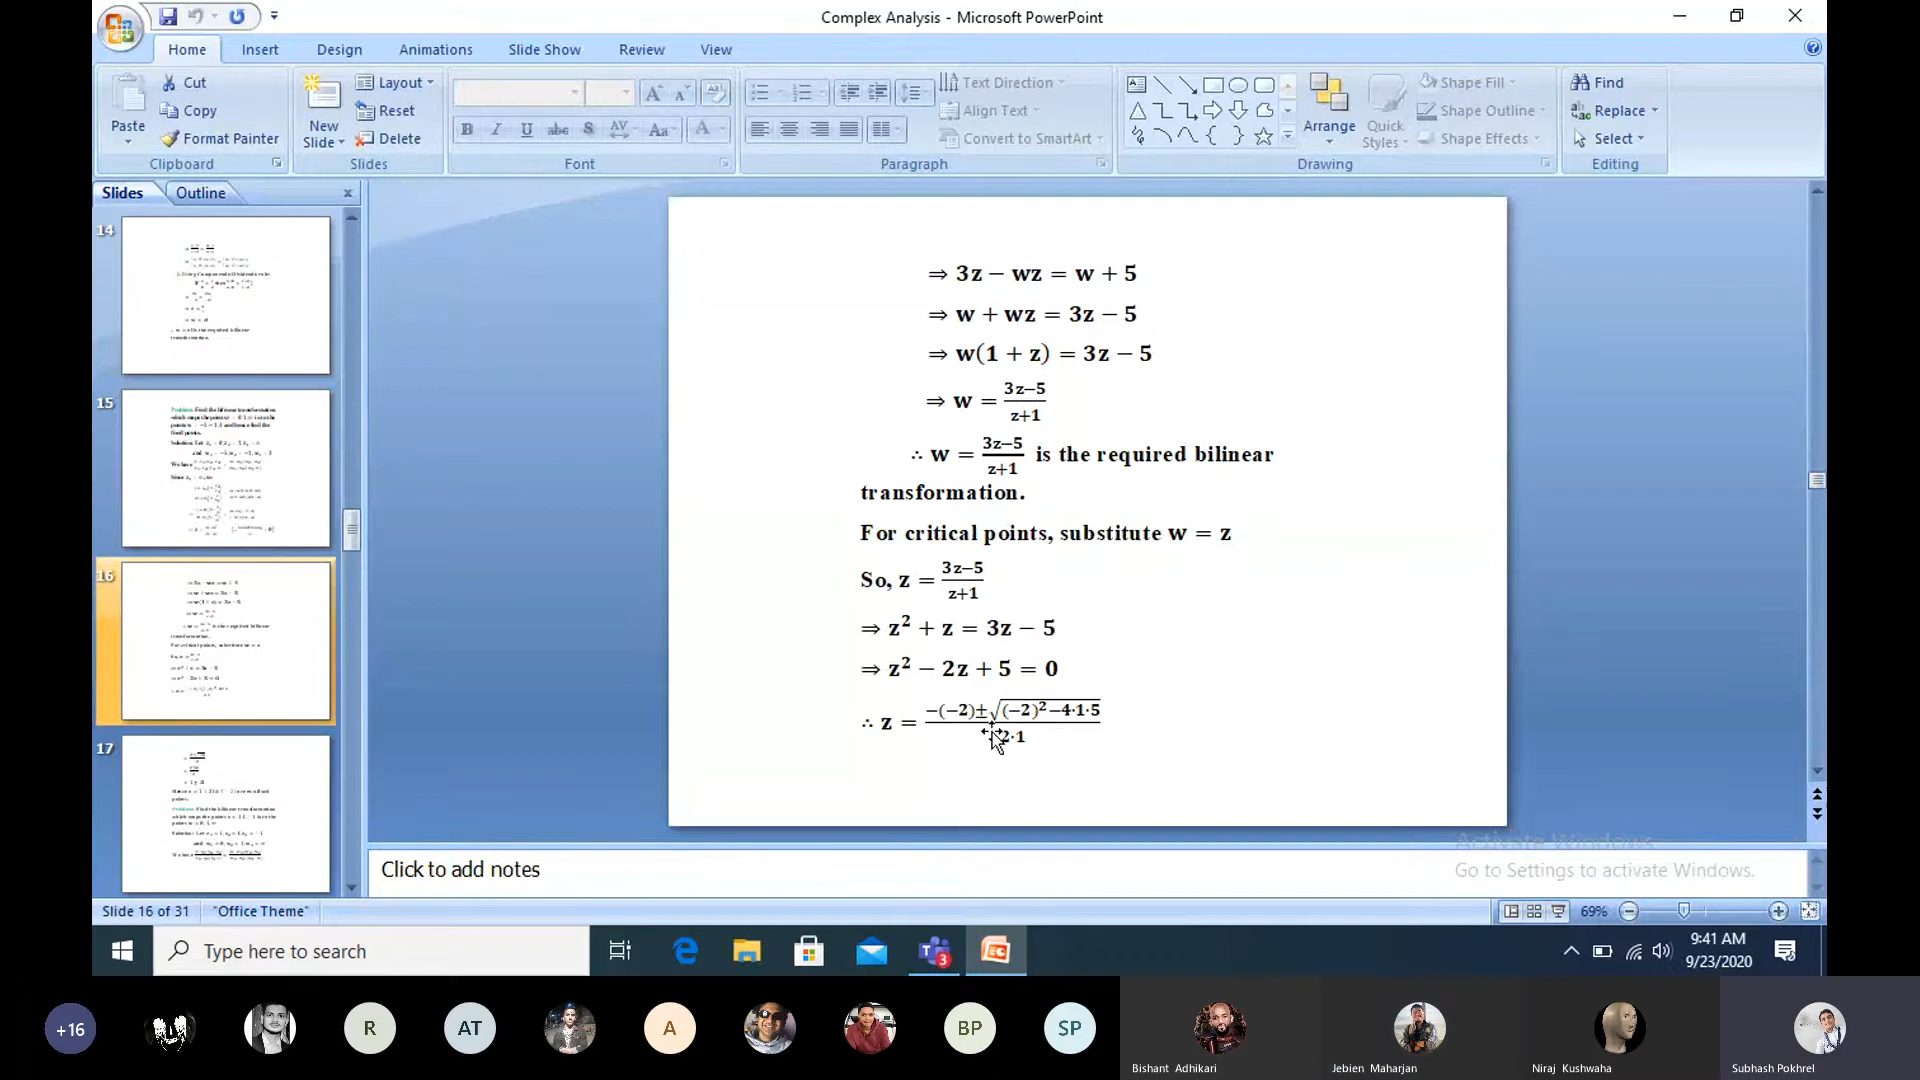 Complex Analysis - Microsoft PowerPoint
Home Insert Design Animations Slide Show Review View
Paste
Cut
Copy
Format Painter
Clipboard
New Slide
Layout
Reset
Delete
Slides
Font
Text Direction
Align Text
Convert to SmartArt
Paragraph
Arrange
Quick Styles
Shape Fill
Shape Outline
Shape Effects
Drawing
Find
Replace
Select
Editing
Slides Outline
14
15
16
17
⇒ 3z − wz = w + 5
⇒ w + wz = 3z − 5
⇒ w(1 + z) = 3z − 5
⇒ w = (3z−5)/(z+1)
∴ w = (3z−5)/(z+1) is the required bilinear
transformation.
For critical points, substitute w = z
So, z = (3z−5)/(z+1)
⇒ z² + z = 3z − 5
⇒ z² − 2z + 5 = 0
∴ z = (−(−2)±√((−2)²−4·1·5))/(2·1)
Click to add notes
Activate Windows
Go to Settings to activate Windows.
Slide 16 of 31 "Office Theme" 69%
Type here to search
3
9:41 AM
9/23/2020
+16 R AT A BP SP
Bishant Adhikari Jebien Maharjan Niraj Kushwaha Subhash Pokhrel